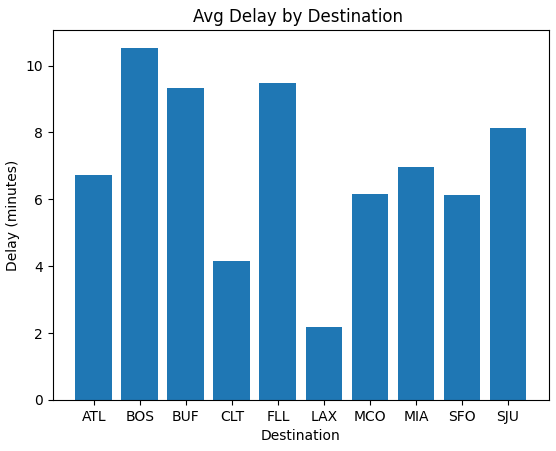 Avg Delay by Destination
Delay (minutes)
10
8
6
4
2
0
ATL BOS BUF CLT FLL LAX MCO MIA SFO SJU
Destination